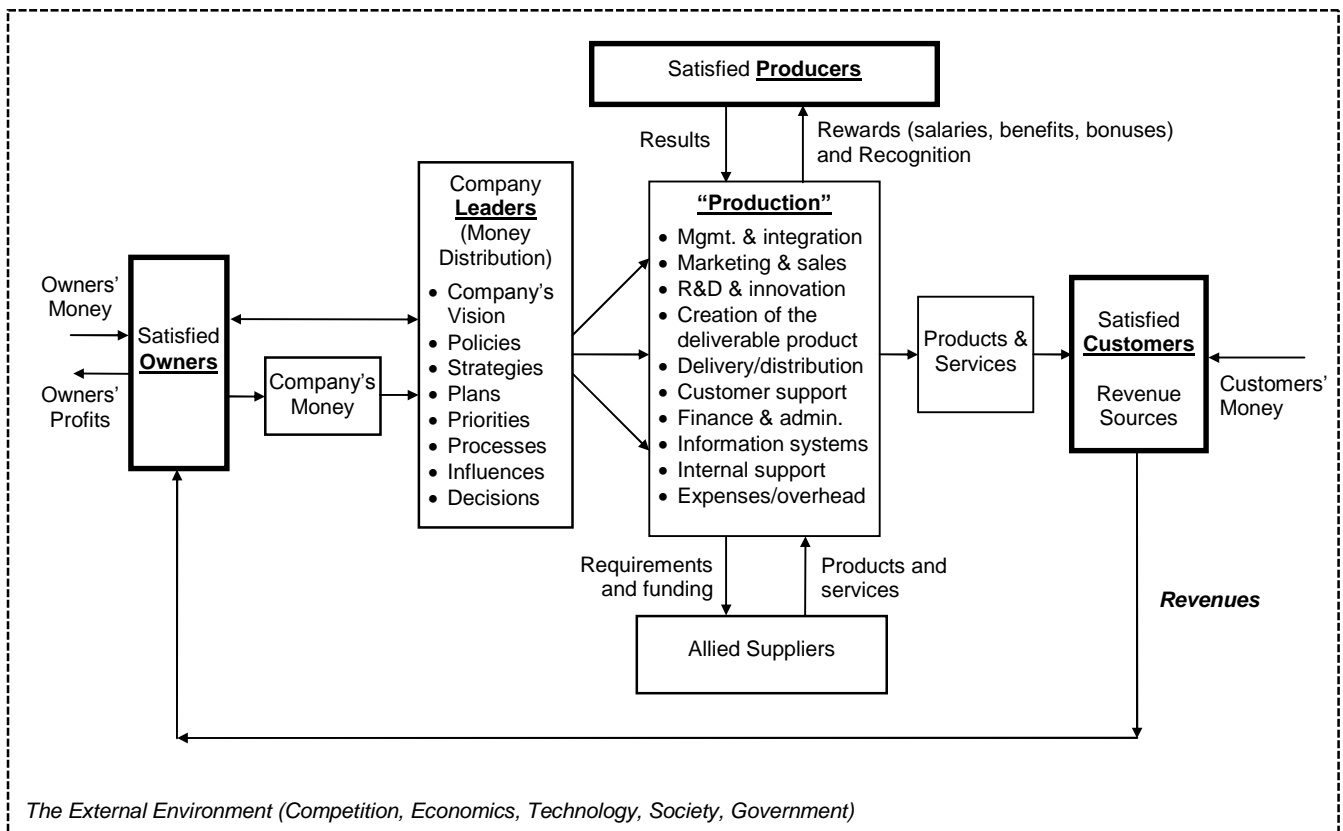 Satisfied Producers
Results
Rewards (salaries, benefits, bonuses)
and Recognition
Company
Leaders
(Money
Distribution)
• Company's
Vision
• Policies
• Strategies
• Plans
• Priorities
• Processes
• Influences
• Decisions
“Production”
• Mgmt. & integration
• Marketing & sales
• R&D & innovation
• Creation of the
deliverable product
• Delivery/distribution
• Customer support
• Finance & admin.
• Information systems
• Internal support
• Expenses/overhead
Owners’
Money
Owners’
Profits
Satisfied
Owners
Company’s
Money
Products &
Services
Satisfied
Customers
Revenue
Sources
Customers’
Money
Requirements
and funding
Products and
services
Allied Suppliers
Revenues
The External Environment (Competition, Economics, Technology, Society, Government)